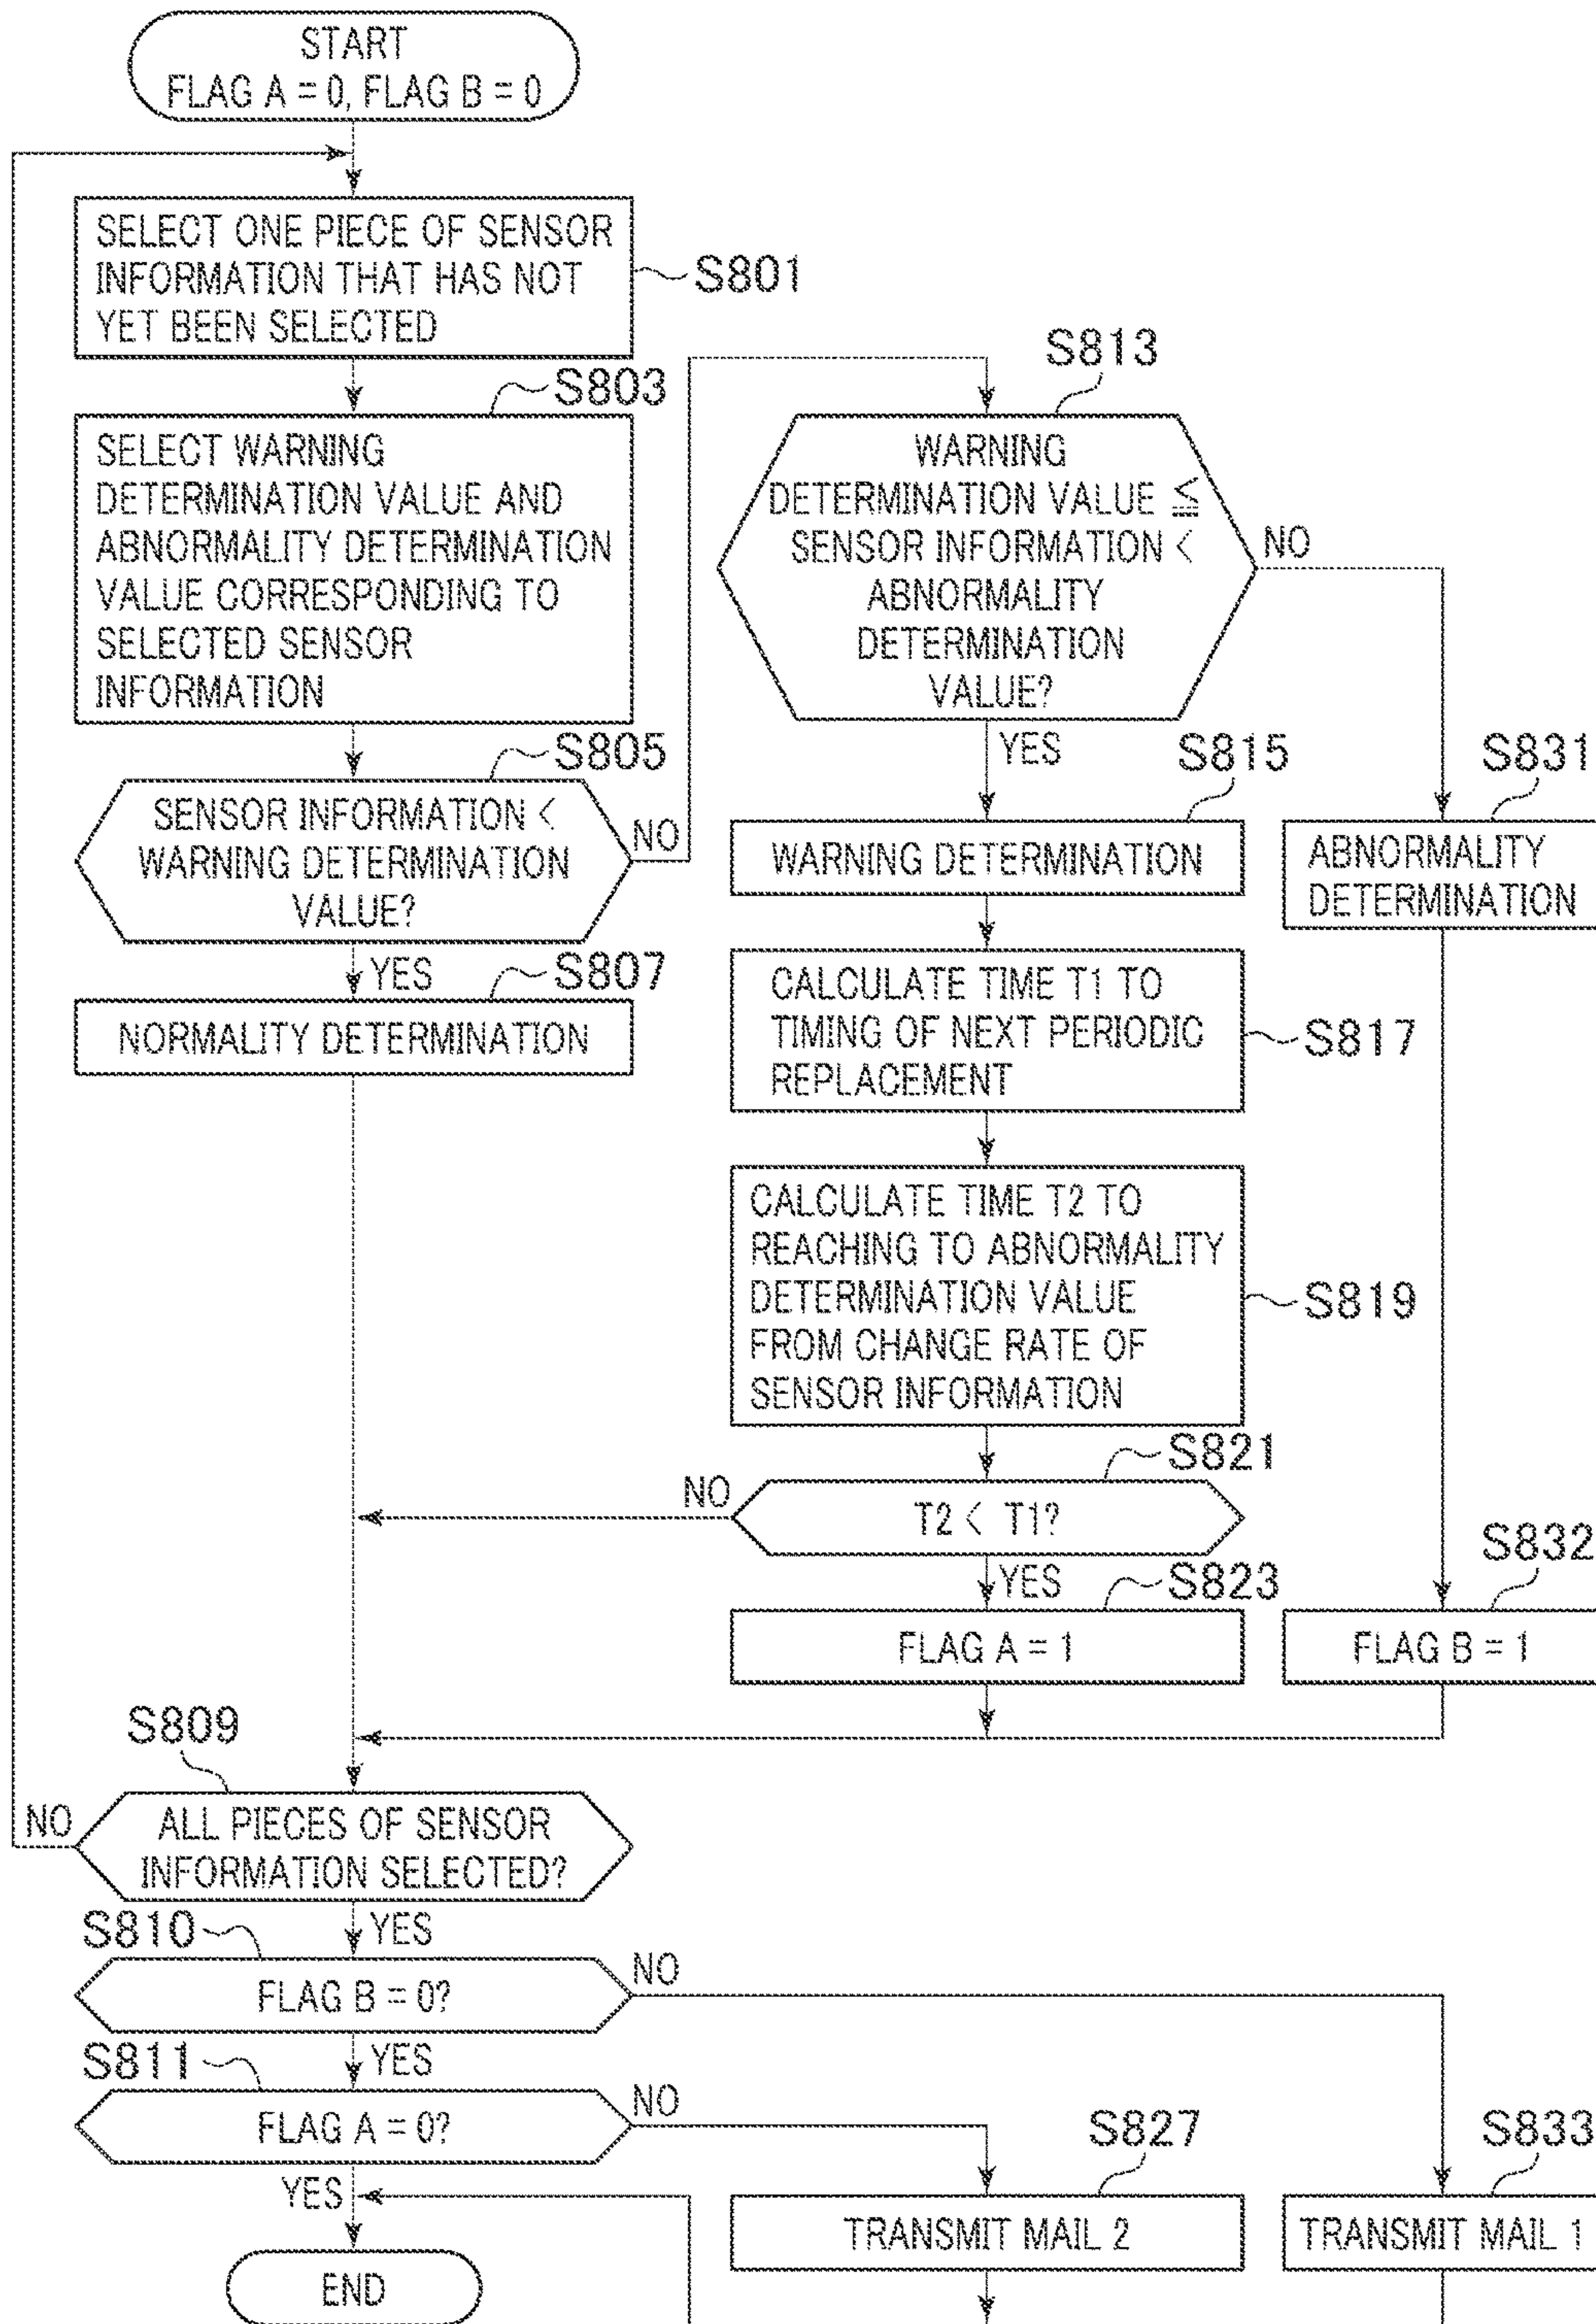 START
FLAG A = 0, FLAG B = 0
SELECT ONE PIECE OF SENSOR
INFORMATION THAT HAS NOT
YET BEEN SELECTED
S801
S803
SELECT WARNING
DETERMINATION VALUE AND
ABNORMALITY DETERMINATION
VALUE CORRESPONDING TO
SELECTED SENSOR
INFORMATION
S805
SENSOR INFORMATION <
WARNING DETERMINATION
VALUE?
NO
YES
S807
NORMALITY DETERMINATION
S813
WARNING
DETERMINATION VALUE ≦
SENSOR INFORMATION <
ABNORMALITY
DETERMINATION
VALUE?
NO
YES
S815
WARNING DETERMINATION
S831
ABNORMALITY
DETERMINATION
CALCULATE TIME T1 TO
TIMING OF NEXT PERIODIC
REPLACEMENT
S817
CALCULATE TIME T2 TO
REACHING TO ABNORMALITY
DETERMINATION VALUE
FROM CHANGE RATE OF
SENSOR INFORMATION
S819
S821
NO
T2 < T1?
YES
S823
FLAG A = 1
S832
FLAG B = 1
S809
NO
ALL PIECES OF SENSOR
INFORMATION SELECTED?
YES
S810
FLAG B = 0?
NO
YES
S811
FLAG A = 0?
NO
YES
S827
TRANSMIT MAIL 2
S833
TRANSMIT MAIL 1
END